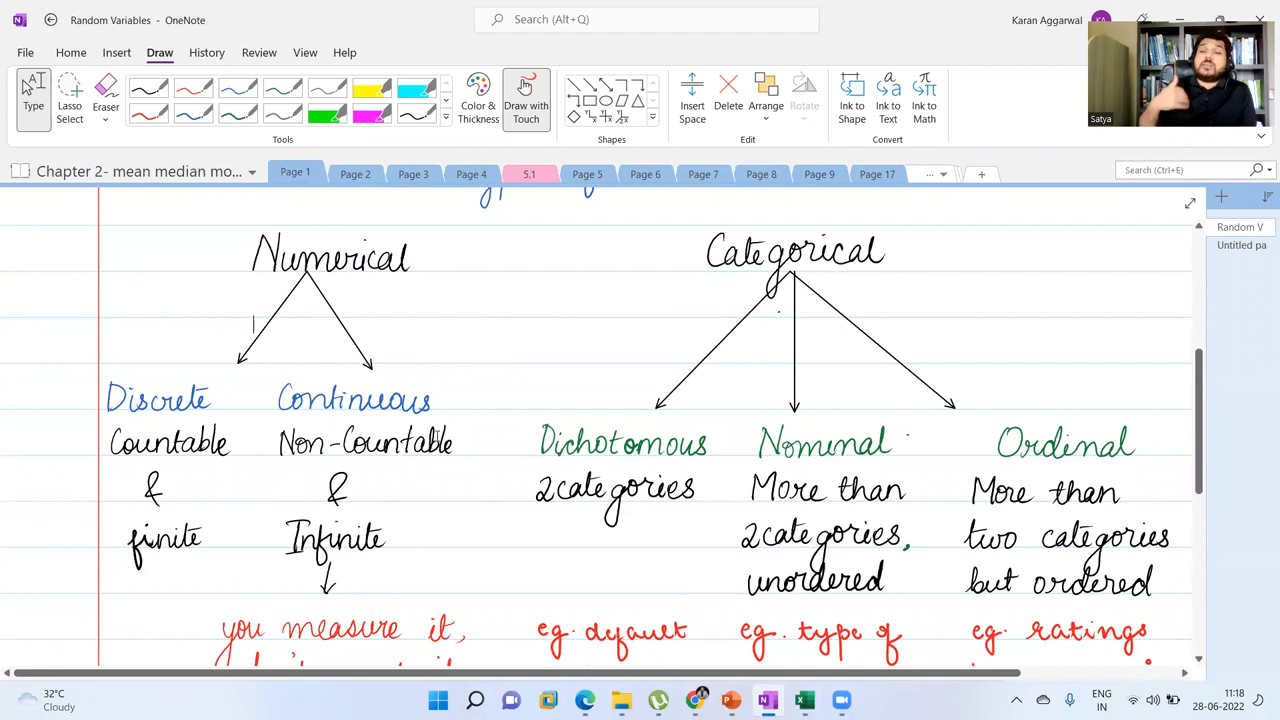 Random Variables - OneNote
Search (Alt+Q)
Karan Aggarwal
KA
File Home Insert Draw History Review View Help
Type
Lasso Select
Eraser
Color & Thickness
Draw with Touch
Insert Space
Delete
Arrange
Rotate
Ink to Shape
Ink to Text
Ink to Math
Tools
Shapes
Edit
Convert
Satya
Chapter 2- mean median mo...
Page 1 Page 2 Page 3 Page 4 5.1 Page 5 Page 6 Page 7 Page 8 Page 9 Page 17 ...
Search (Ctrl+E)
Random V
Untitled pa
Numerical
Categorical
Discrete
Countable
&
finite
Continuous
Non-Countable
&
Infinite
you measure it,
Dichotomous
2 categories
eg. default
Nominal
More than
2 categories,
unordered
eg. type of
Ordinal
More than
two categories
but ordered
eg. ratings
32°C
Cloudy
ENG
IN
11:18
28-06-2022